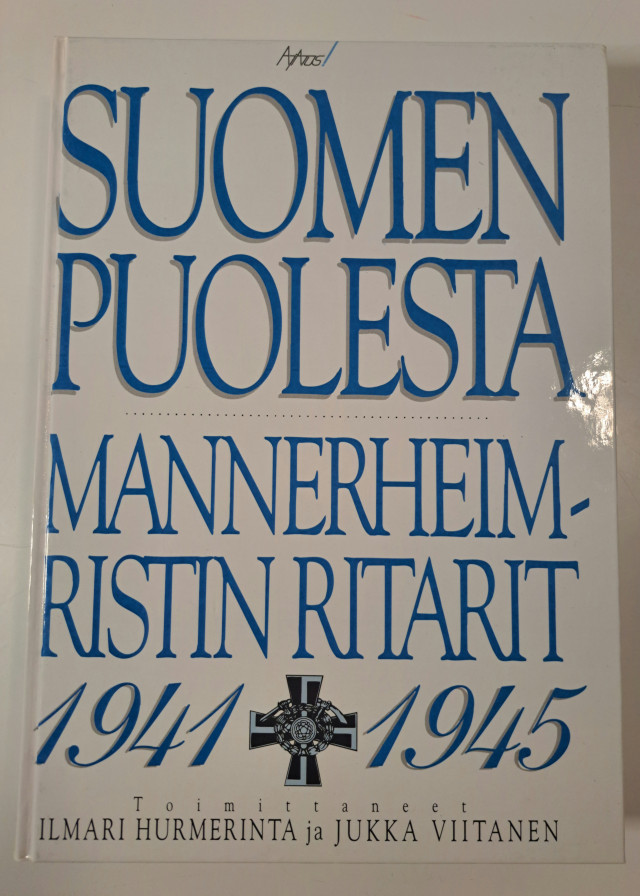 Ajatus
SUOMEN
PUOLESTA
MANNERHEIM-
RISTIN RITARIT
1941 1945
Toimittaneet
ILMARI HURMERINTA ja JUKKA VIITANEN